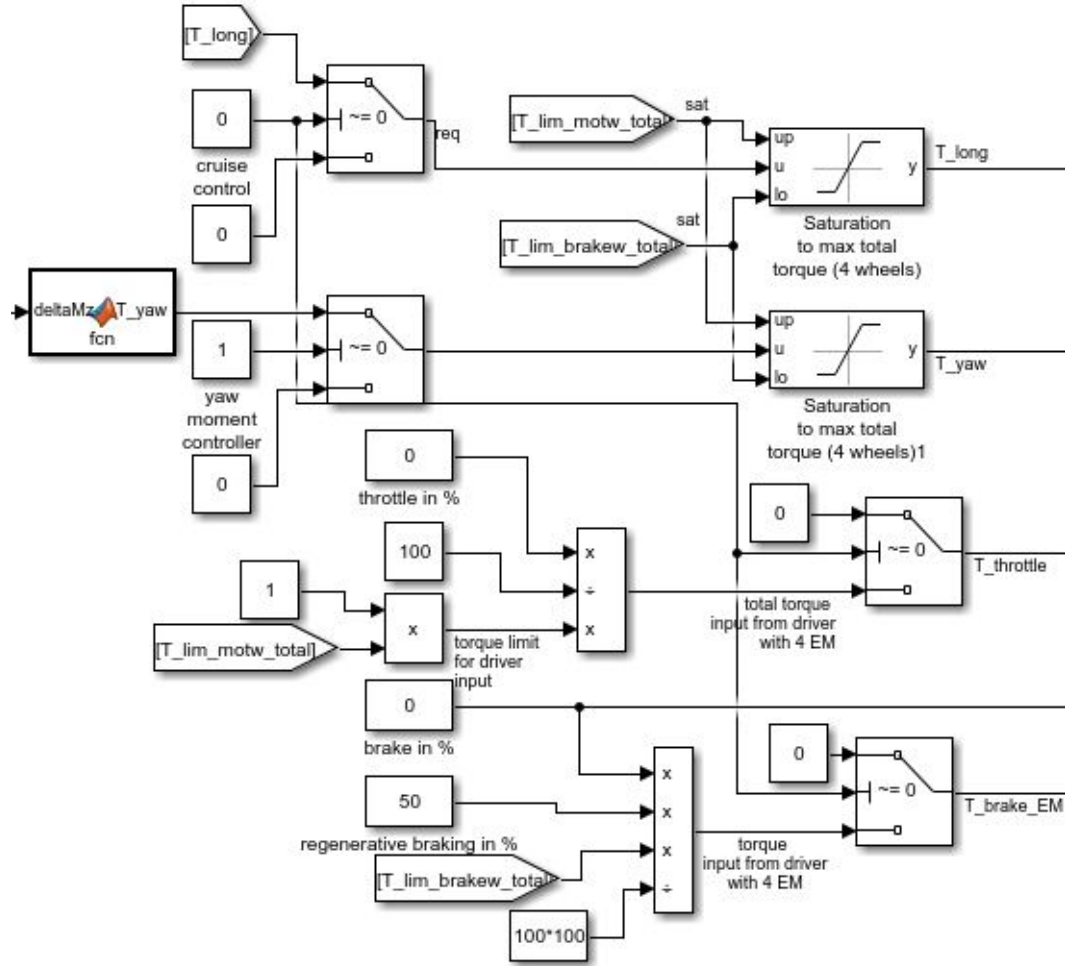 [T_long]
0
cruise
control
0
~= 0
req
[T_lim_motw_total]
sat
[T_lim_brakew_total]
sat
up
u
lo
y
T_long
Saturation
to max total
torque (4 wheels)
deltaMz
T_yaw
fcn
1
yaw
moment
controller
0
~= 0
up
u
lo
y
T_yaw
Saturation
to max total
torque (4 wheels)1
0
throttle in %
100
1
[T_lim_motw_total]
x
torque limit
for driver
input
x
÷
x
total torque
input from driver
with 4 EM
0
~= 0
T_throttle
0
brake in %
50
regenerative braking in %
[T_lim_brakew_total]
100*100
x
x
x
÷
torque
input from driver
with 4 EM
0
~= 0
T_brake_EM